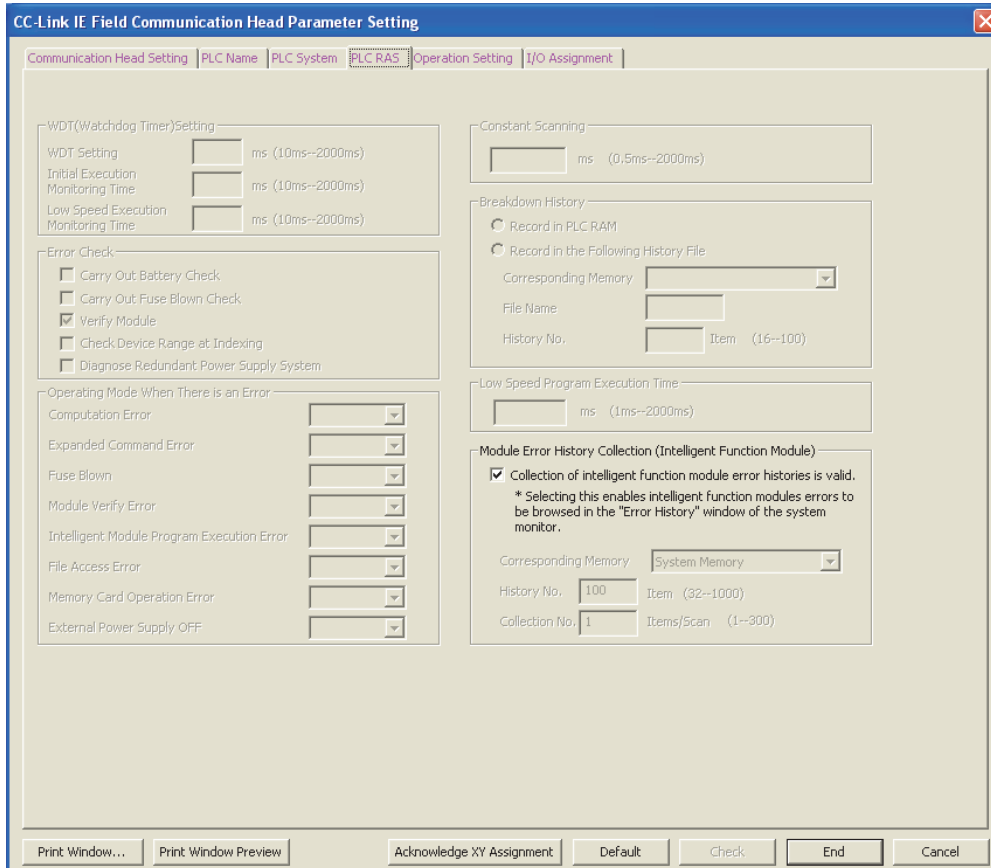 CC-Link IE Field Communication Head Parameter Setting
Communication Head Setting PLC Name PLC System PLC RAS Operation Setting I/O Assignment
WDT(Watchdog Timer)Setting
WDT Setting ms (10ms--2000ms)
Initial Execution
Monitoring Time ms (10ms--2000ms)
Low Speed Execution
Monitoring Time ms (10ms--2000ms)
Error Check
Carry Out Battery Check
Carry Out Fuse Blown Check
Verify Module
Check Device Range at Indexing
Diagnose Redundant Power Supply System
Operating Mode When There is an Error
Computation Error
Expanded Command Error
Fuse Blown
Module Verify Error
Intelligent Module Program Execution Error
File Access Error
Memory Card Operation Error
External Power Supply OFF
Constant Scanning
ms (0.5ms--2000ms)
Breakdown History
Record in PLC RAM
Record in the Following History File
Corresponding Memory
File Name
History No. Item (16--100)
Low Speed Program Execution Time
ms (1ms--2000ms)
Module Error History Collection (Intelligent Function Module)
Collection of intelligent function module error histories is valid.
* Selecting this enables intelligent function modules errors to
be browsed in the "Error History" window of the system
monitor.
Corresponding Memory System Memory
History No. 100 Item (32--1000)
Collection No. 1 Items/Scan (1--300)
Print Window... Print Window Preview Acknowledge XY Assignment Default Check End Cancel